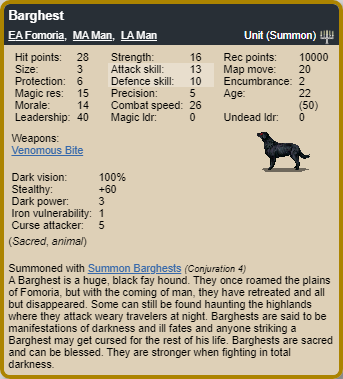 Barghest
EA Fomoria, MA Man, LA Man Unit (Summon)
Hit points: 28 Strength: 16 Rec points: 10000
Size: 3 Attack skill: 13 Map move: 20
Protection: 6 Defence skill: 10 Encumbrance: 2
Magic res: 15 Precision: 5 Age: 22
Morale: 14 Combat speed: 26 (50)
Leadership: 40 Magic ldr: 0 Undead ldr: 0
Weapons:
Venomous Bite
Dark vision: 100%
Stealthy: +60
Dark power: 3
Iron vulnerability: 1
Curse attacker: 5
(Sacred, animal)
Summoned with Summon Barghests (Conjuration 4)
A Barghest is a huge, black fay hound. They once roamed the plains
of Fomoria, but with the coming of man, they have retreated and all
but disappeared. Some can still be found haunting the highlands
where they attack weary travelers at night. Barghests are said to be
manifestations of darkness and ill fates and anyone striking a
Barghest may get cursed for the rest of his life. Barghests are sacred
and can be blessed. They are stronger when fighting in total
darkness.